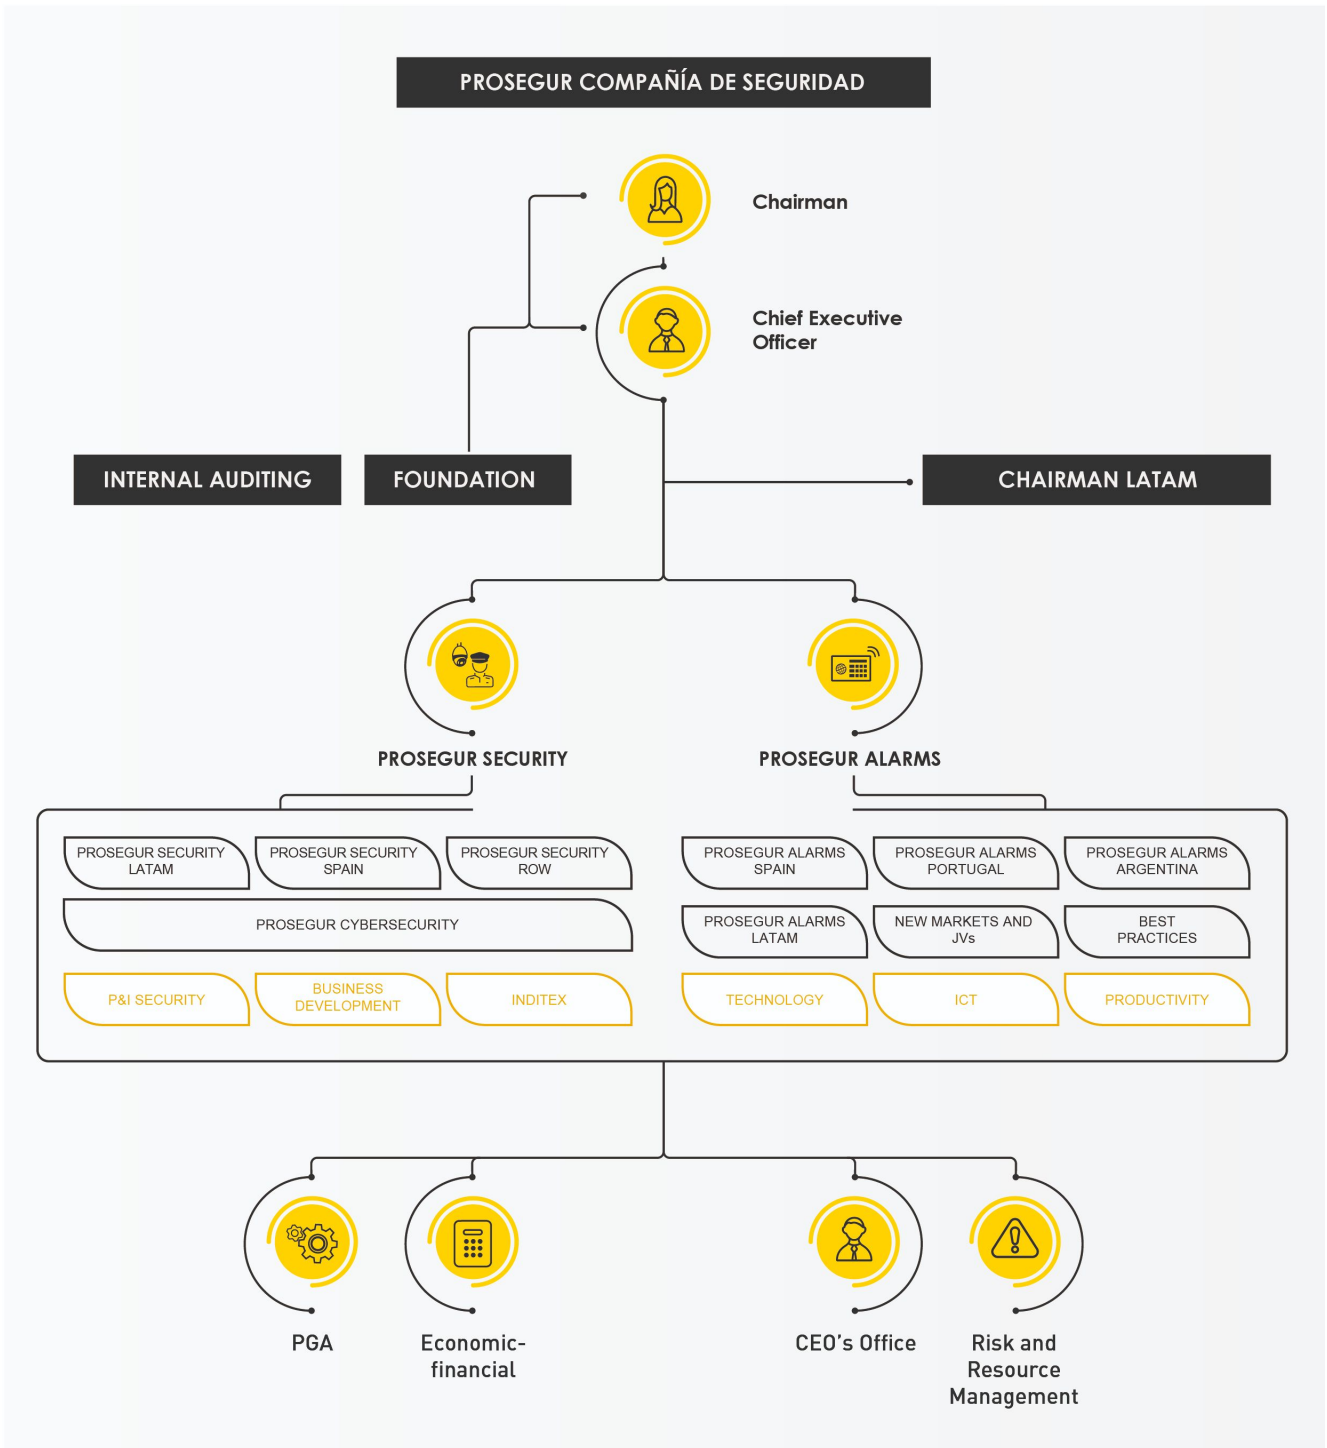 PROSEGUR COMPAÑÍA DE SEGURIDAD
Chairman
Chief Executive
Officer
INTERNAL AUDITING
FOUNDATION
CHAIRMAN LATAM
PROSEGUR SECURITY
PROSEGUR ALARMS
PROSEGUR SECURITY
LATAM
PROSEGUR SECURITY
SPAIN
PROSEGUR SECURITY
ROW
PROSEGUR CYBERSECURITY
P&I SECURITY
BUSINESS
DEVELOPMENT
INDITEX
PROSEGUR ALARMS
SPAIN
PROSEGUR ALARMS
PORTUGAL
PROSEGUR ALARMS
ARGENTINA
PROSEGUR ALARMS
LATAM
NEW MARKETS AND
JVs
BEST
PRACTICES
TECHNOLOGY
ICT
PRODUCTIVITY
PGA
Economic-
financial
CEO’s Office
Risk and
Resource
Management